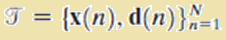 𝒯 = {x(n), d(n)}ᴺₙ₌₁